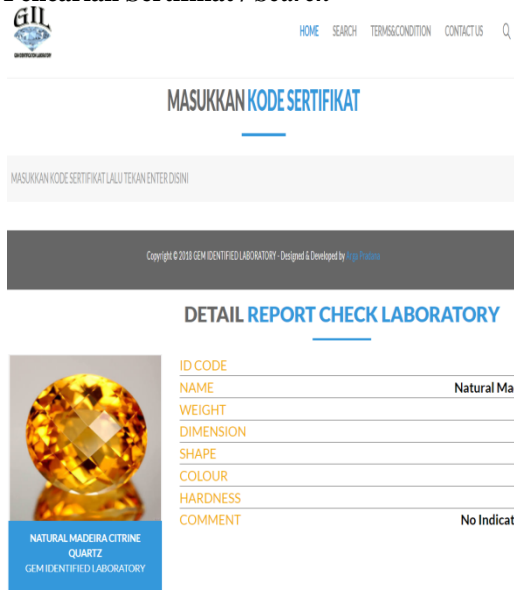 GIL
HOME SEARCH TERMS&CONDITION CONTACT US
MASUKKAN KODE SERTIFIKAT
MASUKKAN KODE SERTIFIKAT LALU TEKAN ENTER DISINI
Copyright © 2018 GEM IDENTIFIED LABORATORY - Designed & Developed by
DETAIL REPORT CHECK LABORATORY
ID CODE
NAME Natural Ma
WEIGHT
DIMENSION
SHAPE
COLOUR
HARDNESS
COMMENT No Indicat
NATURAL MADEIRA CITRINE
QUARTZ
GEM IDENTIFIED LABORATORY